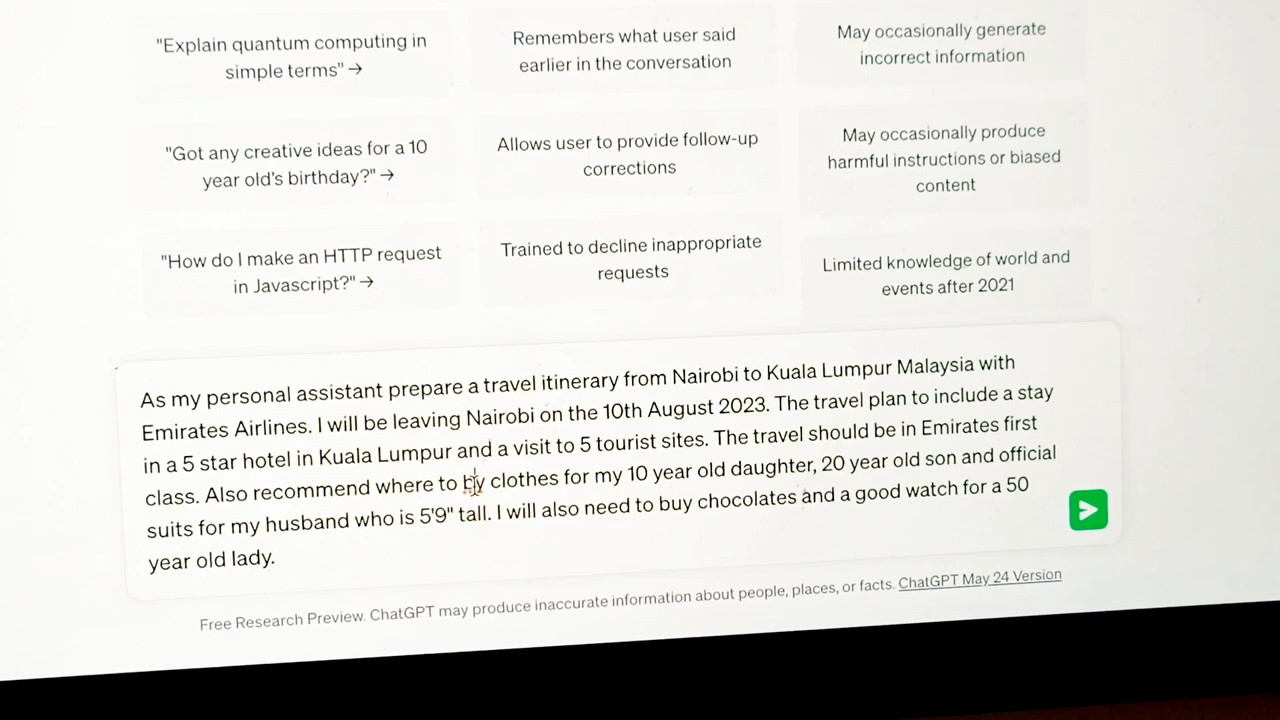 "Explain quantum computing in
simple terms" →
Remembers what user said
earlier in the conversation
May occasionally generate
incorrect information
"Got any creative ideas for a 10
year old's birthday?" →
Allows user to provide follow-up
corrections
May occasionally produce
harmful instructions or biased
content
"How do I make an HTTP request
in Javascript?" →
Trained to decline inappropriate
requests
Limited knowledge of world and
events after 2021
As my personal assistant prepare a travel itinerary from Nairobi to Kuala Lumpur Malaysia with
Emirates Airlines. I will be leaving Nairobi on the 10th August 2023. The travel plan to include a stay
in a 5 star hotel in Kuala Lumpur and a visit to 5 tourist sites. The travel should be in Emirates first
class. Also recommend where to by clothes for my 10 year old daughter, 20 year old son and official
suits for my husband who is 5'9" tall. I will also need to buy chocolates and a good watch for a 50
year old lady.
Free Research Preview. ChatGPT may produce inaccurate information about people, places, or facts. ChatGPT May 24 Version